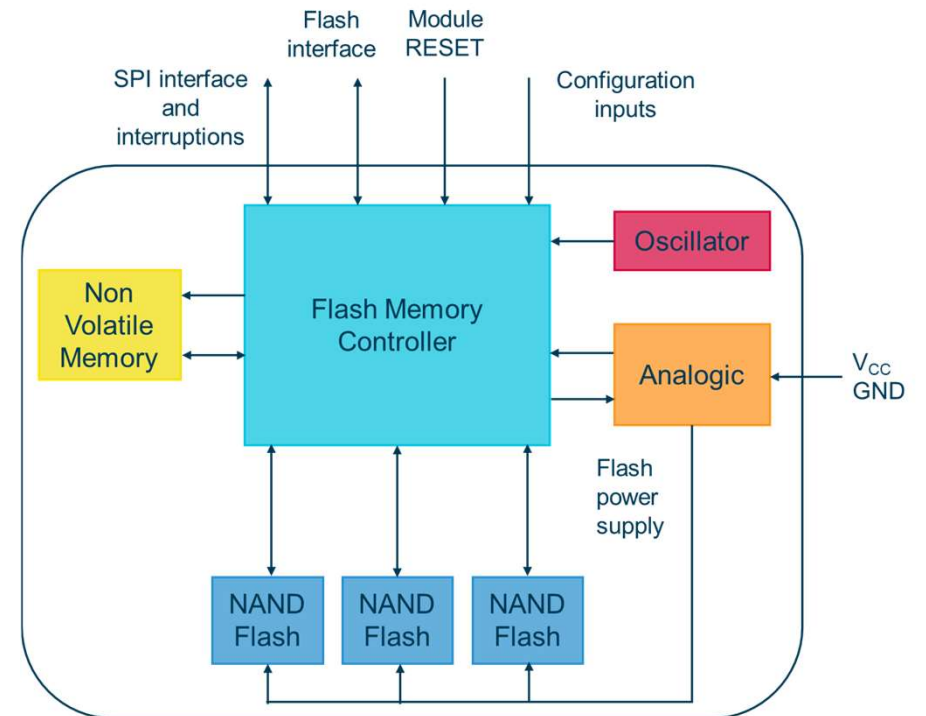 Flash
interface
Module
RESET
SPI interface
and
interruptions
Configuration
inputs
Oscillator
Non
Volatile
Memory
Flash Memory
Controller
Analogic
VCC
GND
Flash
power
supply
NAND
Flash
NAND
Flash
NAND
Flash